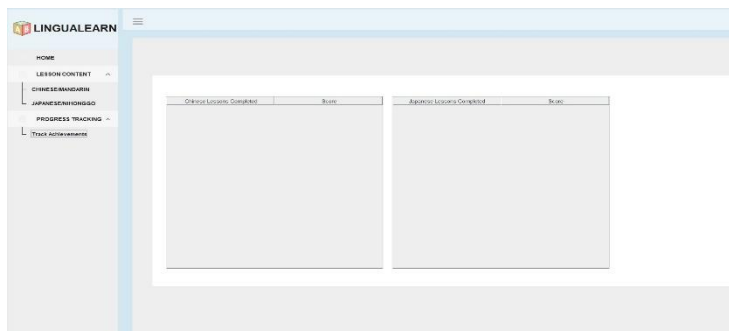 LINGUALEARN
HOME
LESSON CONTENT
CHINESE/MANDARIN
JAPANESE/NIHONGGO
PROGRESS TRACKING
Track Achievements
Chinese Lessons Completed Score
Japanese Lessons Completed Score